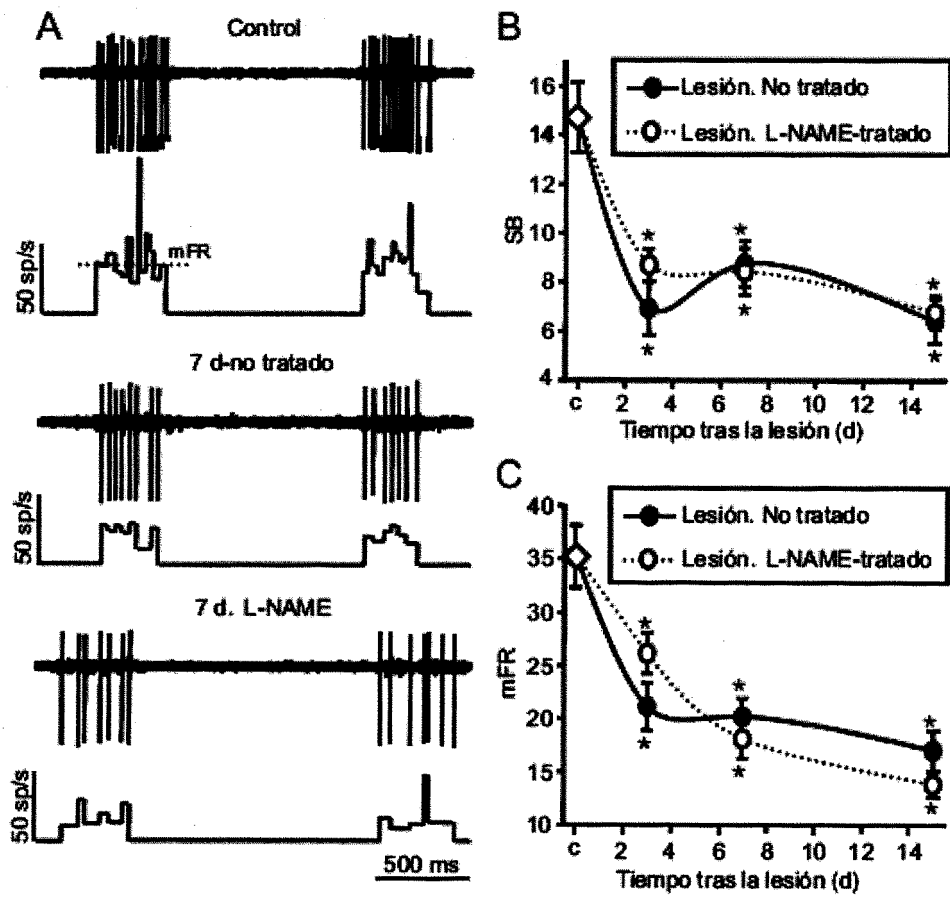 A
Control
50 sp/s
mFR
7 d-no tratado
50 sp/s
7 d. L-NAME
50 sp/s
500 ms
B
Lesión. No tratado
Lesión. L-NAME-tratado
SB
16
14
12
10
8
6
4
c 2 4 6 8 10 12 14
Tiempo tras la lesión (d)
* * * * * *
C
Lesión. No tratado
Lesión. L-NAME-tratado
mFR
40
35
30
25
20
15
10
c 2 4 6 8 10 12 14
Tiempo tras la lesión (d)
* * * * * *